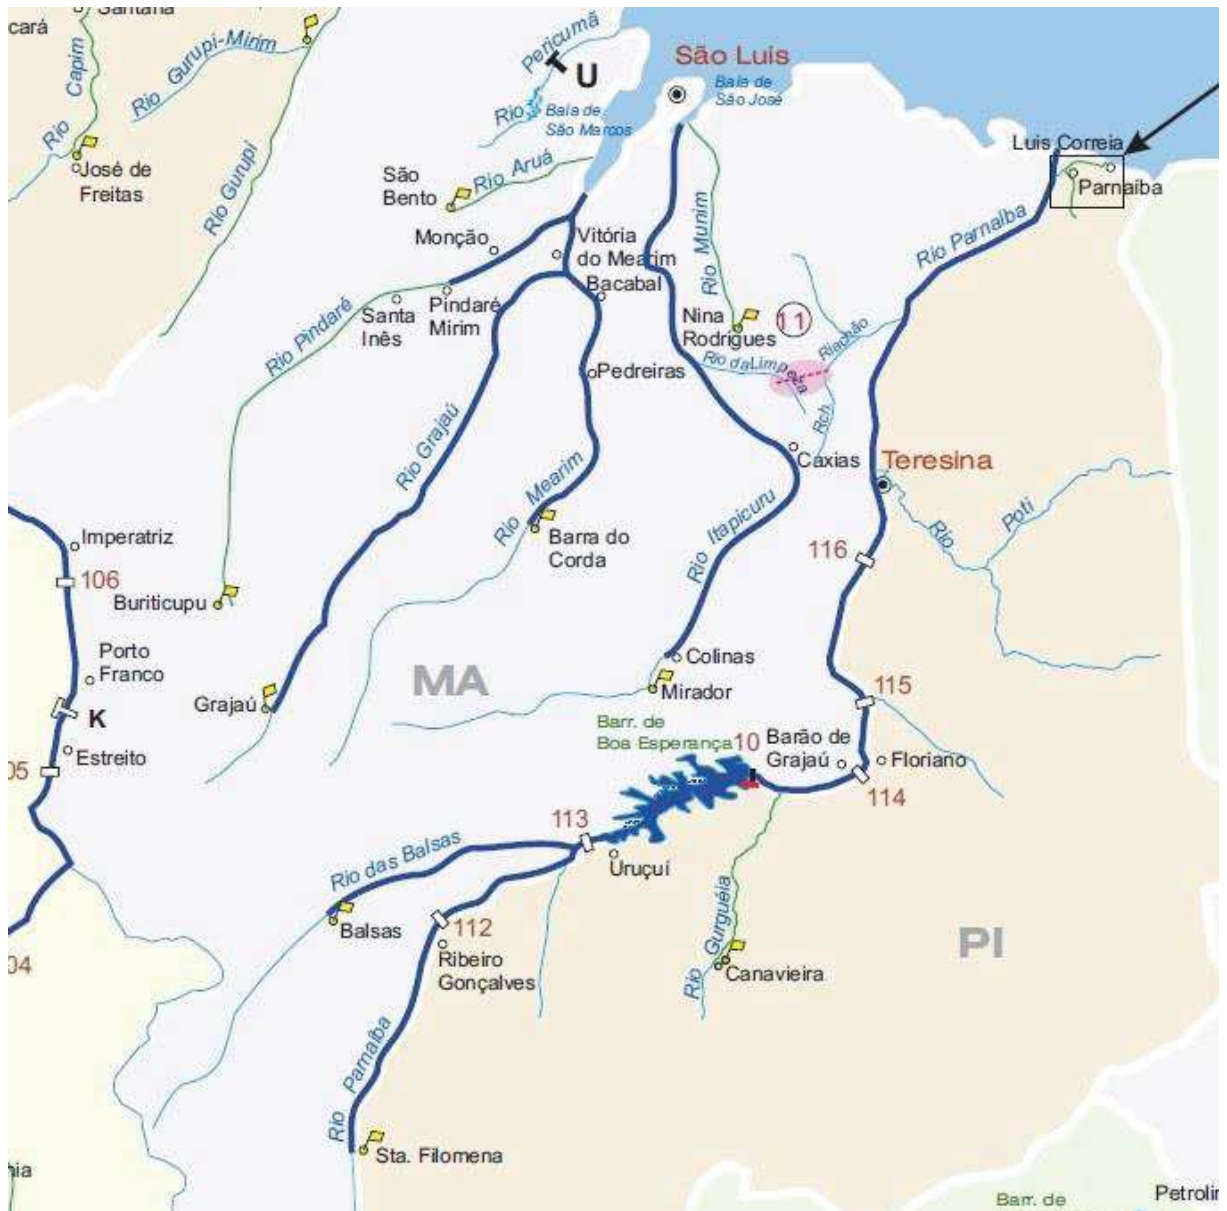 cará
Santana
Rio Capim
Rio Gurupi-Mirim
Rio Gurupi
José de
Freitas
Rio Pericumã
U
São Luis
Baia de
São José
Baia de
São Marcos
Rio Aruá
São
Bento
Monção
Vitória
do Mearim
Bacabal
Rio Munim
Luis Correia
Parnaíba
Rio Parnaíba
Rio Pindaré
Santa
Inês
Pindaré
Mirim
Nina
Rodrigues
11
Riachão
Rio da Limpeza
Rch
Pedreiras
Rio Grajaú
Rio Mearim
Caxias
Teresina
Rio Poti
Imperatriz
106
Buriticupu
Barra do
Corda
Rio Itapicuru
116
Porto
Franco
K
Estreito
05
Grajaú
MA
Colinas
Mirador
115
Barr. de
Boa Esperança
10
Barão de
Grajaú
Floriano
114
113
Uruçuí
Rio das Balsas
Balsas
112
Ribeiro
Gonçalves
Rio Gurguéia
Canavieira
PI
04
Rio Parnaíba
Sta. Filomena
nia
Barr. de
Petrolin